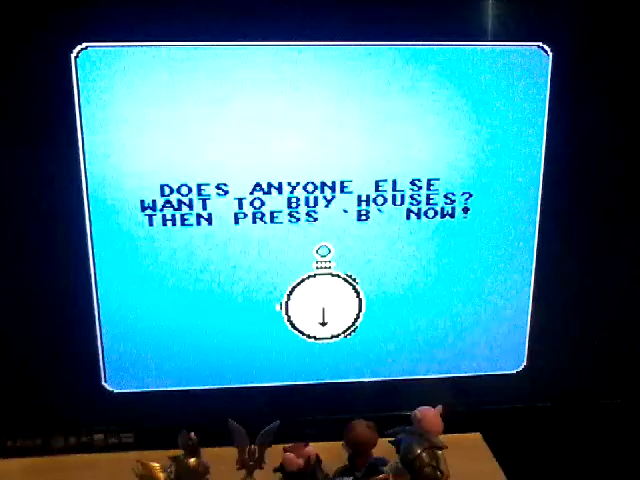 DOES ANYONE ELSE
WANT TO BUY HOUSES?
THEN PRESS `B` NOW!